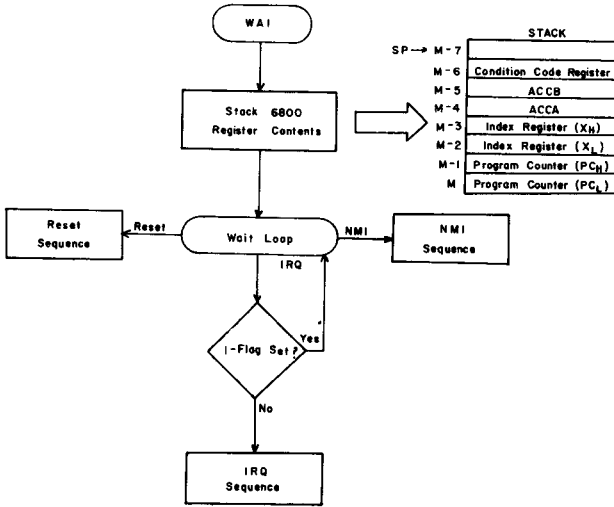 WAI
STACK
SP → M-7
M-6 Condition Code Register
M-5 ACCB
M-4 ACCA
M-3 Index Register (XH)
M-2 Index Register (XL)
M-1 Program Counter (PCH)
M Program Counter (PCL)
Stack 6800
Register Contents
Reset
Sequence
Reset
Wait Loop
NMI
NMI
Sequence
IRQ
I-Flag Set?
Yes
No
IRQ
Sequence